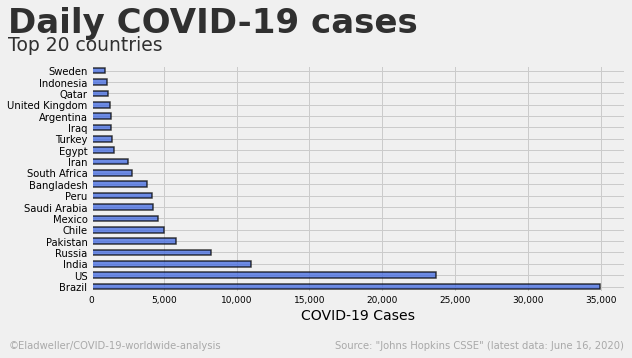 Daily COVID-19 cases
Top 20 countries
Sweden
Indonesia
Qatar
United Kingdom
Argentina
Iraq
Turkey
Egypt
Iran
South Africa
Bangladesh
Peru
Saudi Arabia
Mexico
Chile
Pakistan
Russia
India
US
Brazil
0 5,000 10,000 15,000 20,000 25,000 30,000 35,000
COVID-19 Cases
©Eladweller/COVID-19-worldwide-analysis Source: "Johns Hopkins CSSE" (latest data: June 16, 2020)